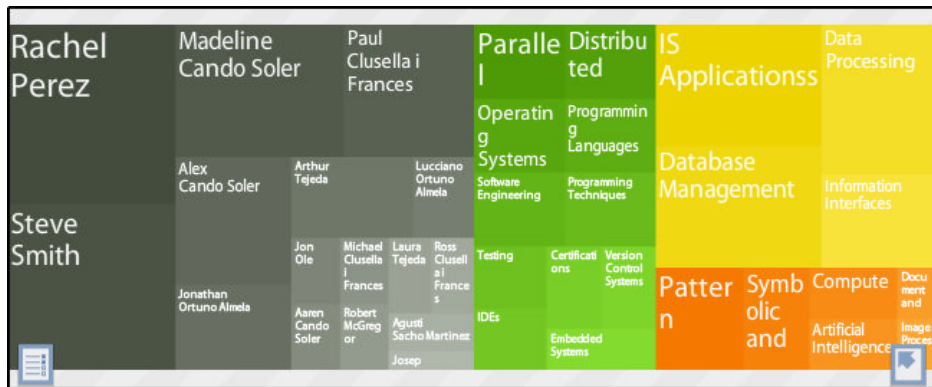 Rachel
Perez
Steve
Smith
Madeline
Cando Soler
Paul
Clusella i
Frances
Alex
Cando Soler
Arthur
Tejeda
Lucciano
Ortuno
Almela
Jonathan
Ortuno Almela
Jon
Ole
Michael
Clusella
i
Frances
Laura
Tejeda
Ross
Clusell
a i
France
s
Aaren
Cando
Soler
Robert
McGreg
or
Agusti
Sacho Martinez
Josep
Paralle
l
Distribu
ted
Operatin
g
Systems
Programmin
g
Languages
Software
Engineering
Programming
Techniques
Testing
Certificati
ons
Version
Control
Systems
IDEs
Embedded
Systems
IS
Applicationss
Data
Processing
Database
Management
Information
Interfaces
Patter
n
Symb
olic
and
Compute
Docu
ment
and
Artificial
Intelligence
Image
Proces